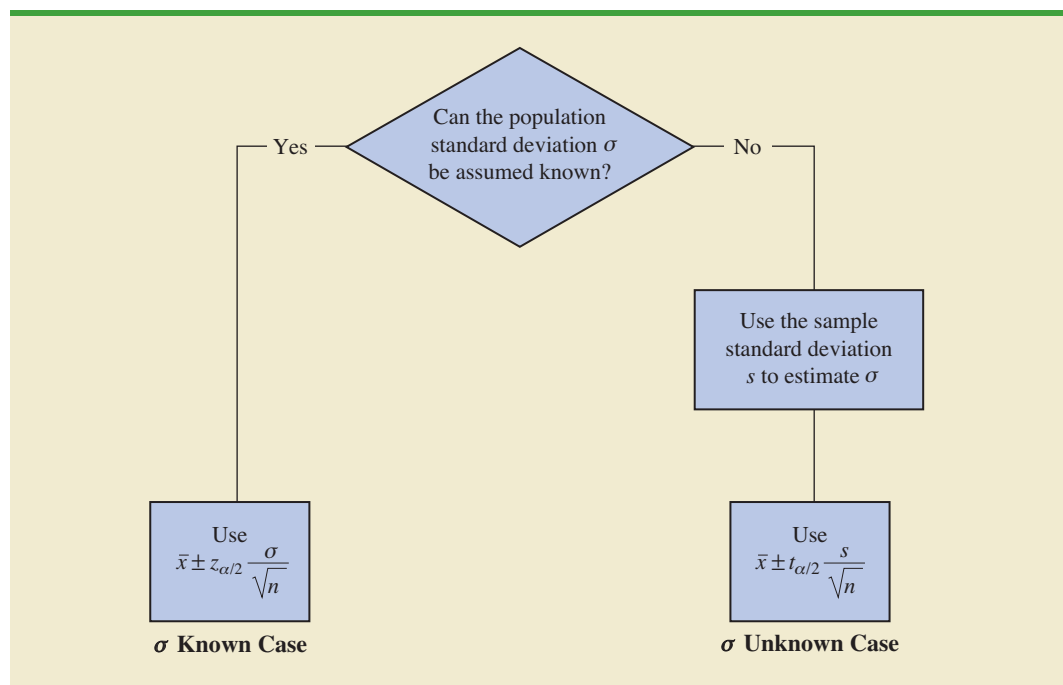 Can the population
standard deviation σ
be assumed known?
Yes
No
Use the sample
standard deviation
s to estimate σ
Use
x̄ ± z_{α/2} σ/√n
σ Known Case
Use
x̄ ± t_{α/2} s/√n
σ Unknown Case